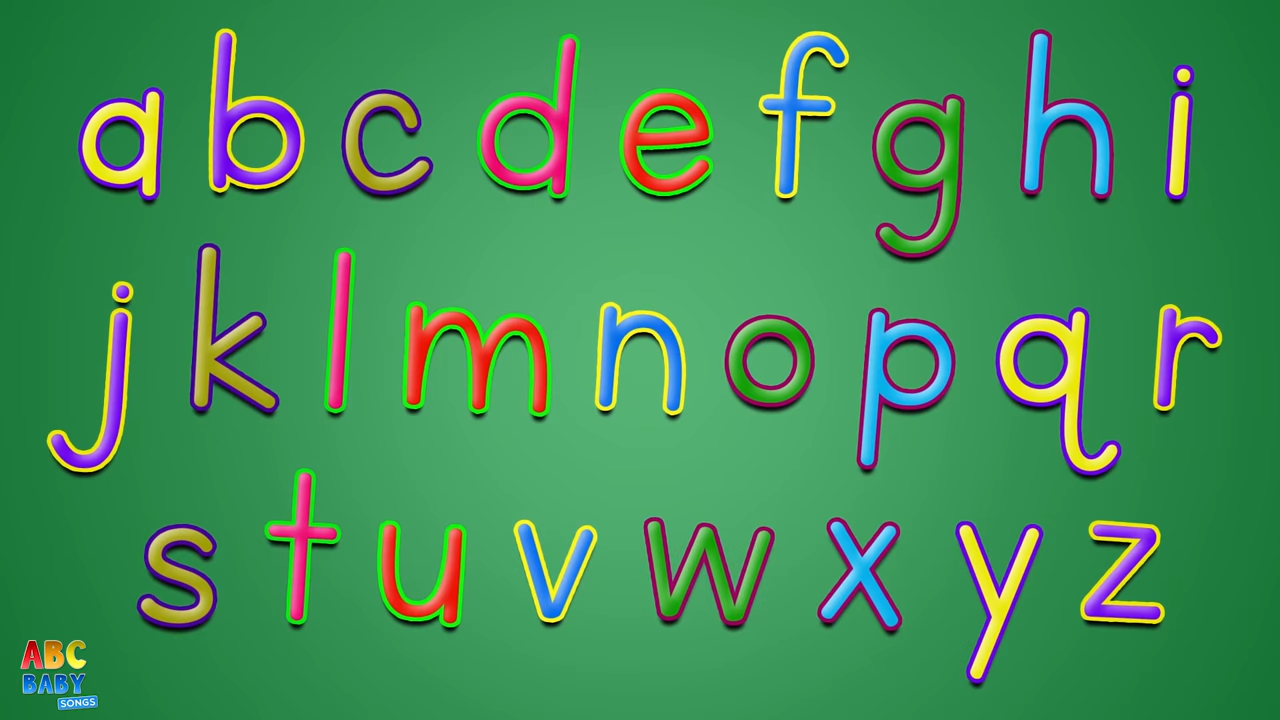 a b c d e f g h i
j k l m n o p q r
s t u v w x y z
ABC
BABY
SONGS